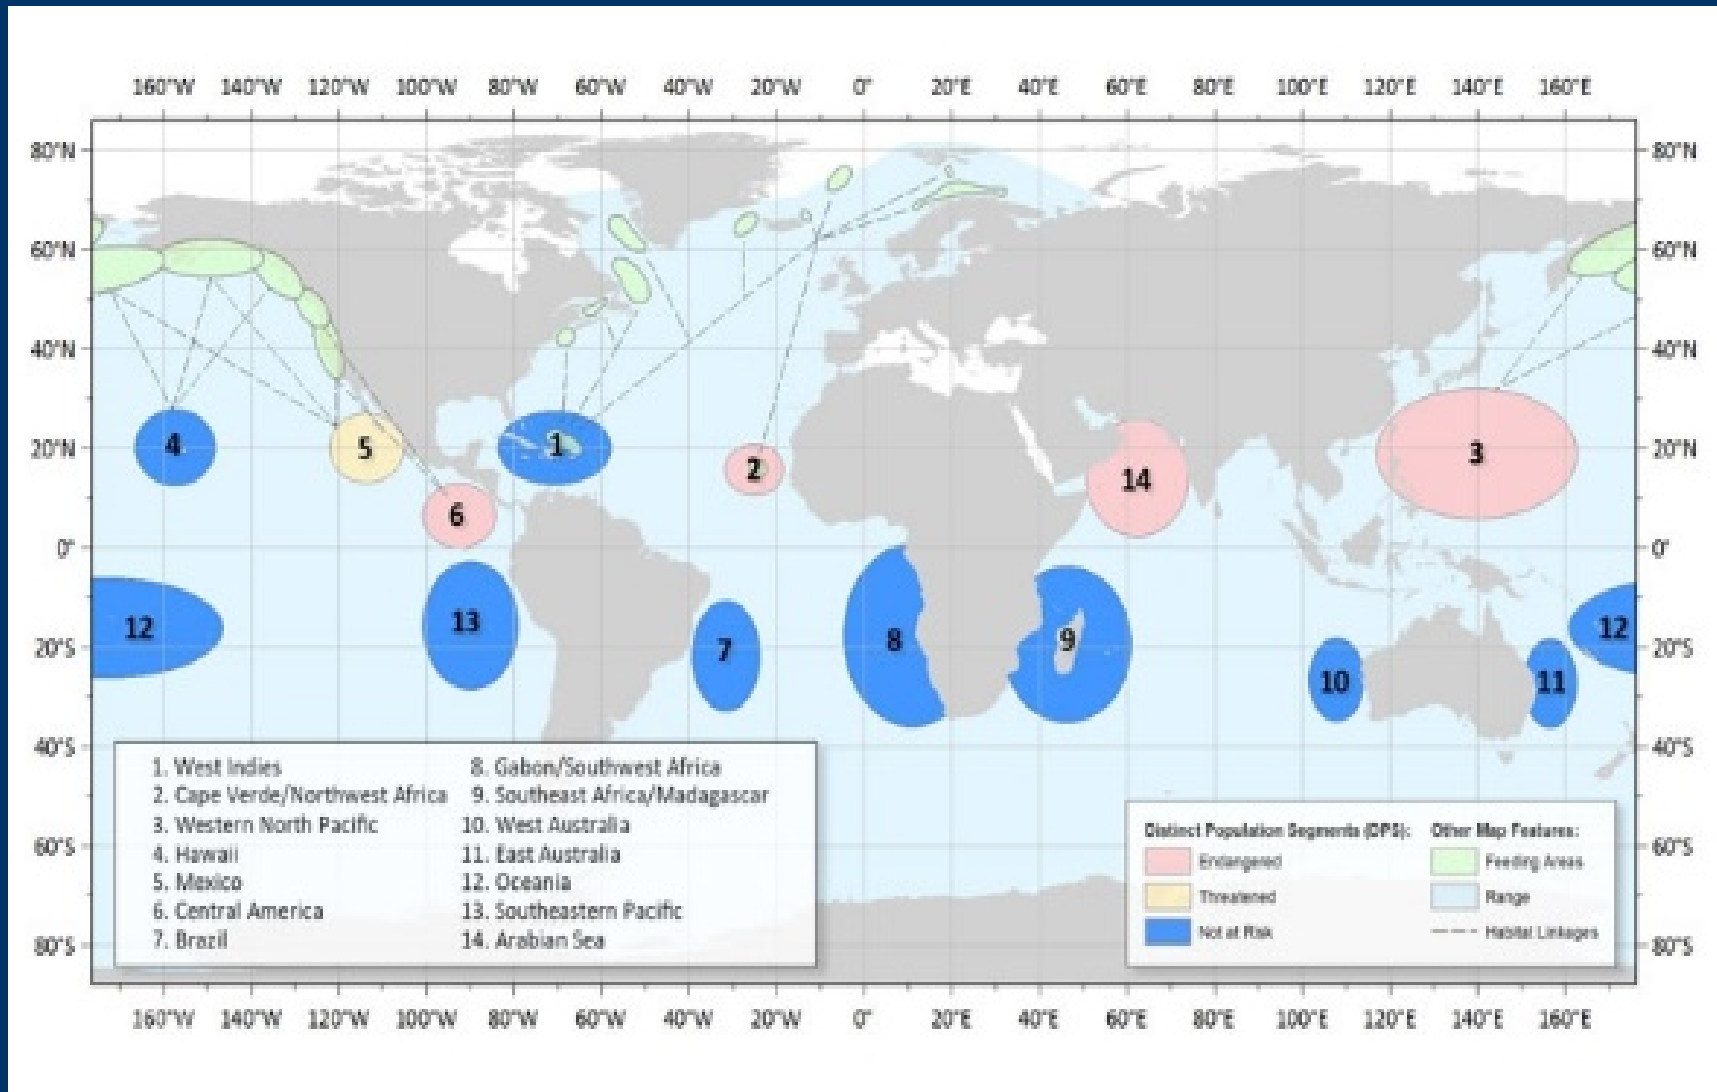 160°W 140°W 120°W 100°W 80°W 60°W 40°W 20°W 0° 20°E 40°E 60°E 80°E 100°E 120°E 140°E 160°E
80°N 80°N
60°N 60°N
40°N 40°N
20°N 20°N
4 5 1 2 14 3
6
0° 0°
12 13 7 8 9 10 11 12
20°S 20°S
40°S 40°S
60°S 60°S
80°S 80°S
1. West Indies
2. Cape Verde/Northwest Africa
3. Western North Pacific
4. Hawaii
5. Mexico
6. Central America
7. Brazil
8. Gabon/Southwest Africa
9. Southeast Africa/Madagascar
10. West Australia
11. East Australia
12. Oceania
13. Southeastern Pacific
14. Arabian Sea
Distinct Population Segments (DPS):
Endangered
Threatened
Not at Risk
Other Map Features:
Feeding Areas
Range
Habital Linkages
160°W 140°W 120°W 100°W 80°W 60°W 40°W 20°W 0° 20°E 40°E 60°E 80°E 100°E 120°E 140°E 160°E